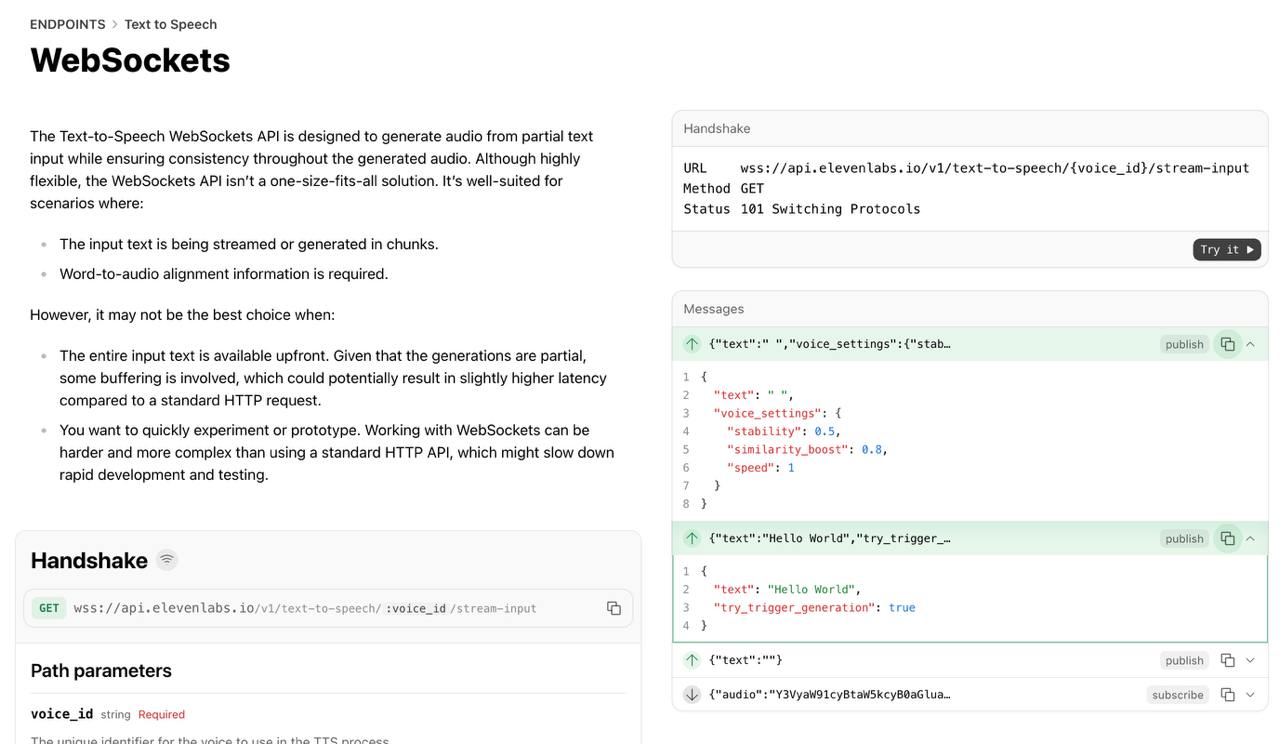 ENDPOINTS > Text to Speech
WebSockets
The Text-to-Speech WebSockets API is designed to generate audio from partial text
input while ensuring consistency throughout the generated audio. Although highly
flexible, the WebSockets API isn’t a one-size-fits-all solution. It’s well-suited for
scenarios where:
• The input text is being streamed or generated in chunks.
• Word-to-audio alignment information is required.
However, it may not be the best choice when:
• The entire input text is available upfront. Given that the generations are partial,
some buffering is involved, which could potentially result in slightly higher latency
compared to a standard HTTP request.
• You want to quickly experiment or prototype. Working with WebSockets can be
harder and more complex than using a standard HTTP API, which might slow down
rapid development and testing.
Handshake
GET wss://api.elevenlabs.io/v1/text-to-speech/ :voice_id /stream-input
Path parameters
voice_id string Required
The unique identifier for the voice to use in the TTS process
Handshake
URL wss://api.elevenlabs.io/v1/text-to-speech/{voice_id}/stream-input
Method GET
Status 101 Switching Protocols
Try it
Messages
{"text":" ","voice_settings":{"stab… publish
1 {
2 "text": " ",
3 "voice_settings": {
4 "stability": 0.5,
5 "similarity_boost": 0.8,
6 "speed": 1
7 }
8 }
{"text":"Hello World","try_trigger_… publish
1 {
2 "text": "Hello World",
3 "try_trigger_generation": true
4 }
{"text":""} publish
{"audio":"Y3VyaW91cyBtaW5kcyB0aGlua… subscribe